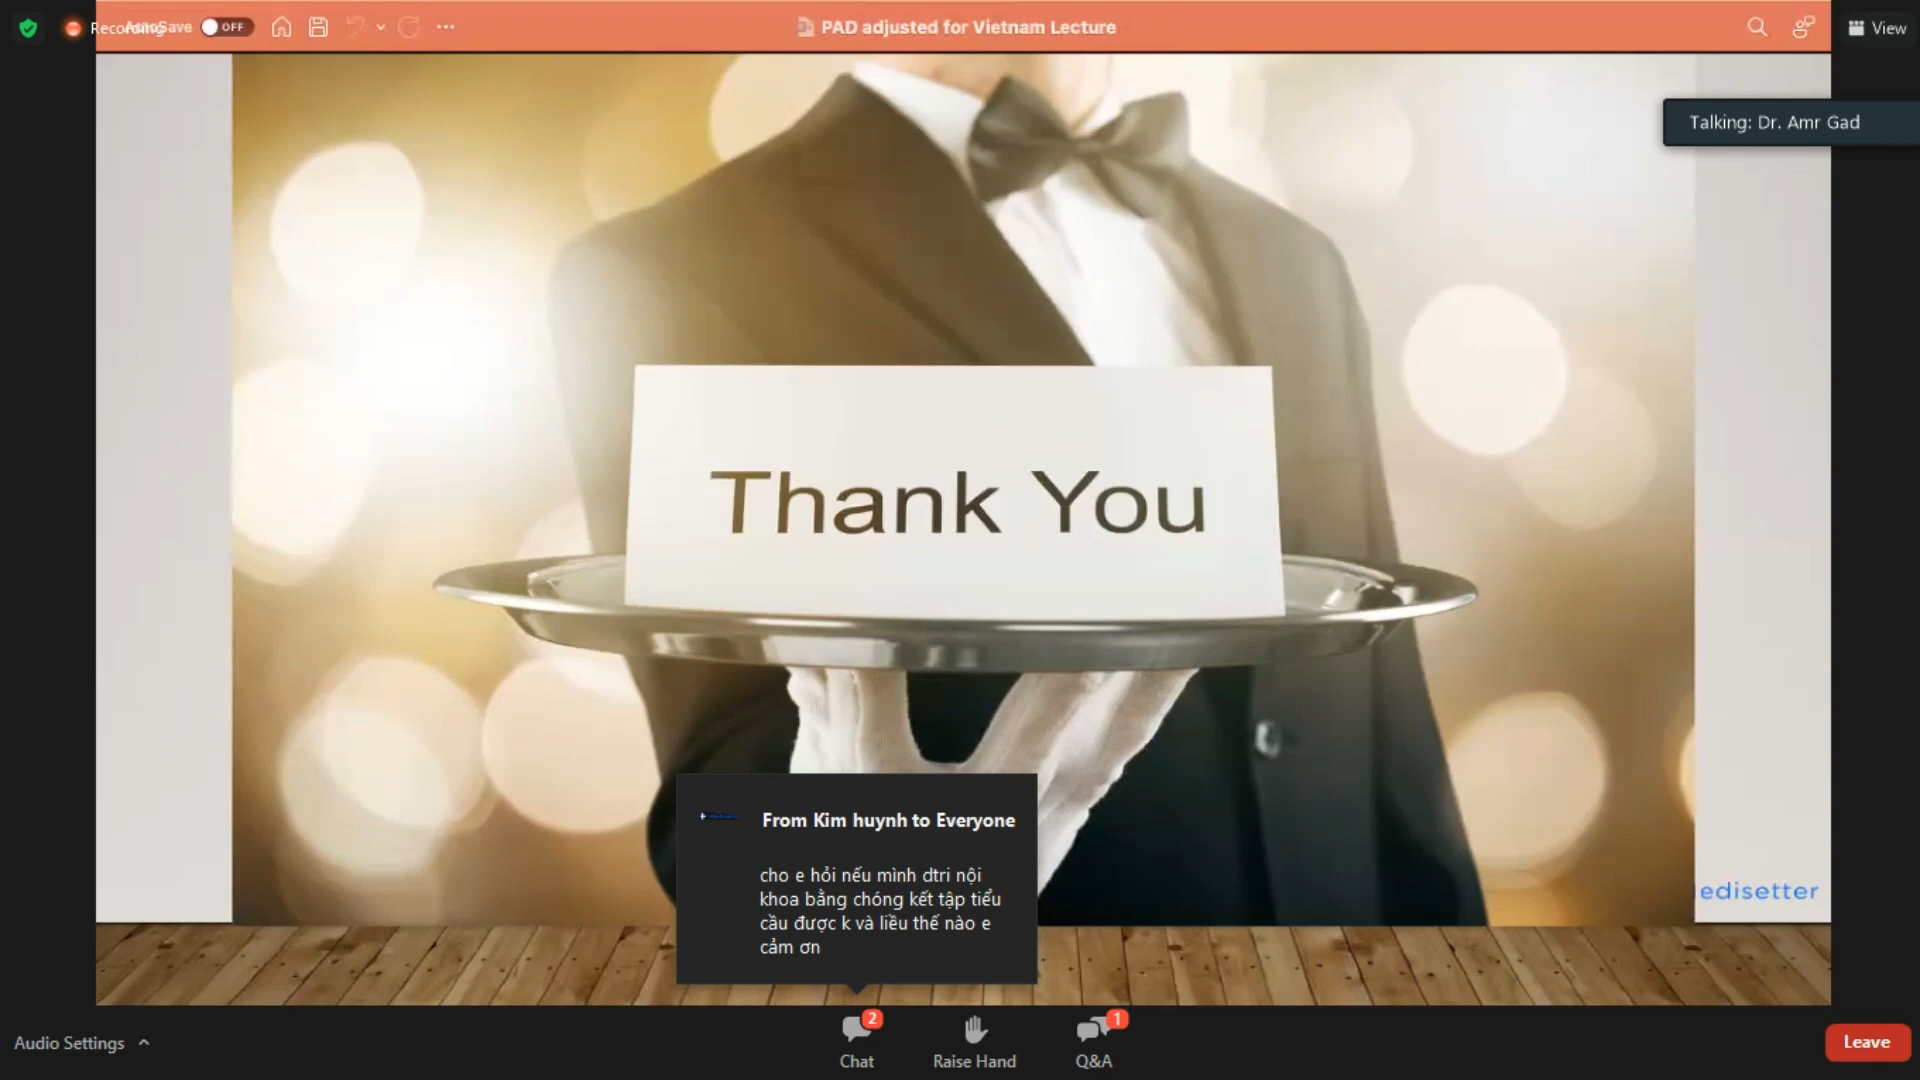 Recording
AutoSave OFF
PAD adjusted for Vietnam Lecture
View
Talking: Dr. Amr Gad
Thank You
From Kim huynh to Everyone
cho e hỏi nếu mình dtri nội
khoa bằng chóng kết tập tiểu
cầu được k và liều thế nào e
cảm ơn
edisetter
Audio Settings
2
Chat
Raise Hand
1
Q&A
Leave